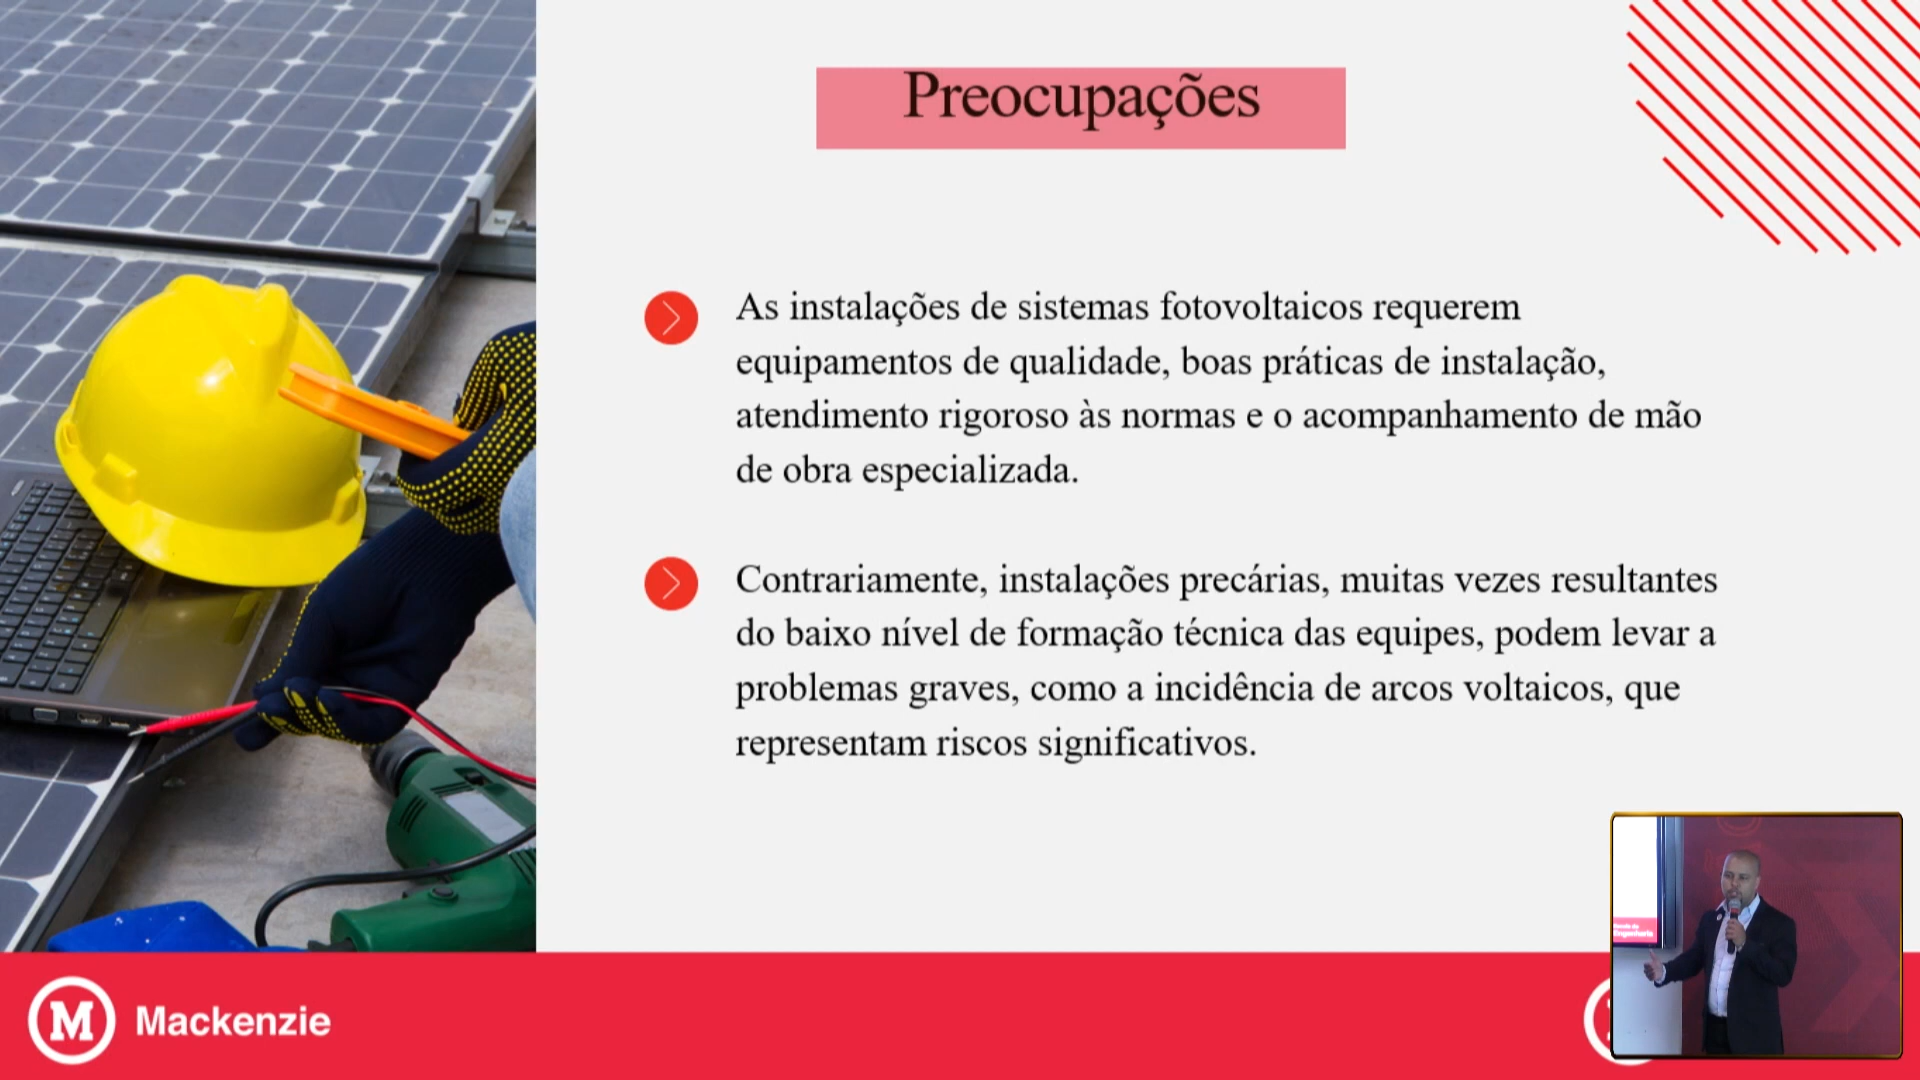 Preocupações
As instalações de sistemas fotovoltaicos requerem
equipamentos de qualidade, boas práticas de instalação,
atendimento rigoroso às normas e o acompanhamento de mão
de obra especializada.
Contrariamente, instalações precárias, muitas vezes resultantes
do baixo nível de formação técnica das equipes, podem levar a
problemas graves, como a incidência de arcos voltaicos, que
representam riscos significativos.
M Mackenzie
Engenharia